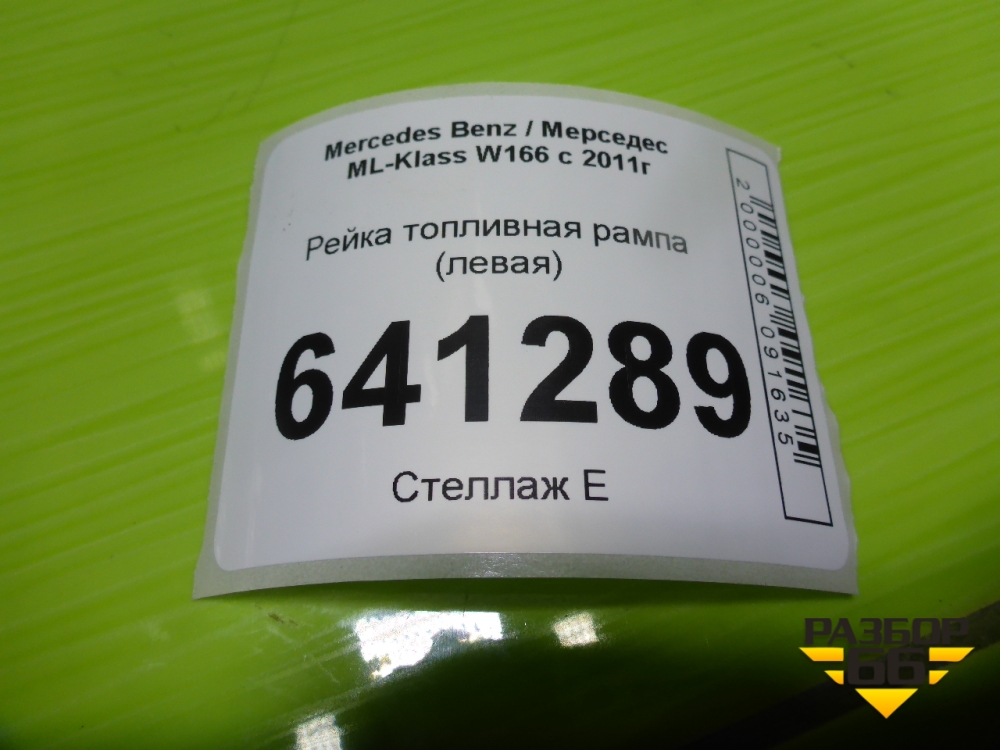 Mercedes Benz / Мерседес
ML-Klass W166 с 2011г
Рейка топливная рампа
(левая)
641289
Стеллаж Е
2000006091635
РАЗБОР
66